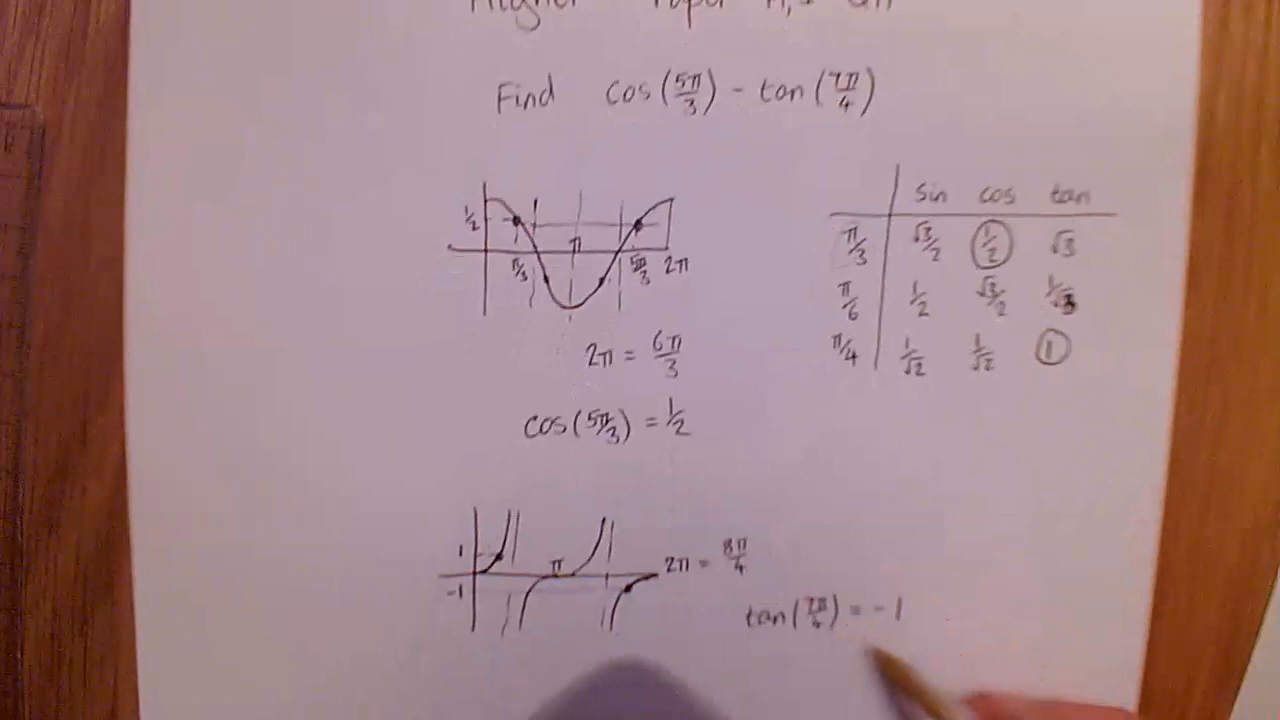 Higher Paper
Find cos(5π/3) - tan(7π/4)
sin cos tan
1/2
π/3 √3/2 1/2 √3
π
π/3 5π/3 2π
π/6 1/2 √3/2 1/√3
2π = 6π/3
π/4 1/√2 1/√2 1
cos(5π/3) = 1/2
1
π 2π = 8π/4
-1
tan(7π/4) = -1